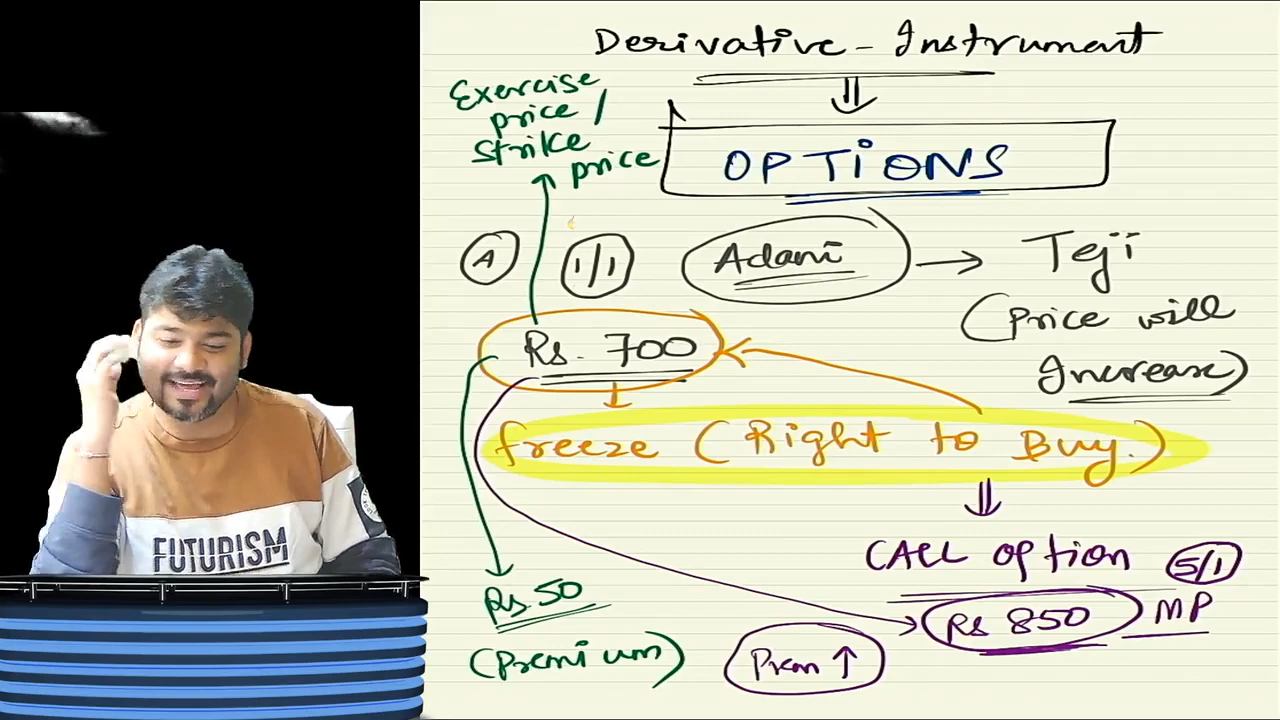 Derivative - Instrument
⇓
Exercise
price /
Strike
price
OPTIONS
A
1/1
Adani → Teji
(Price will
Increase)
Rs. 700
freeze (Right to Buy.)
⇓
CALL option
5/1
Rs 850 MP
Rs. 50
(Premium)
Prem ↑
FUTURISM